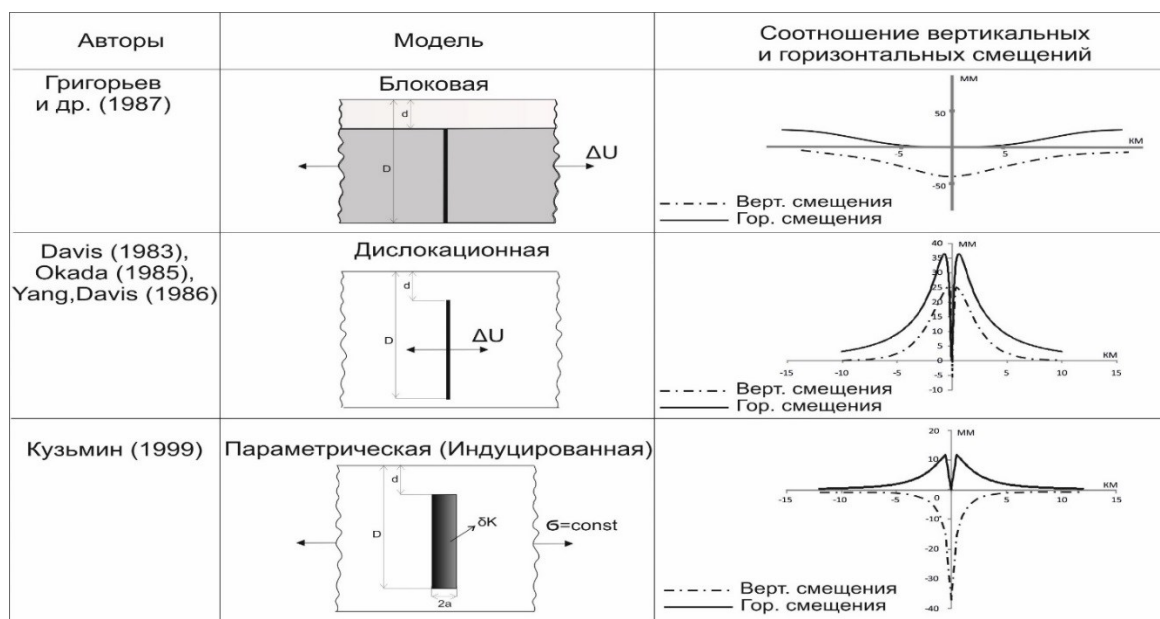 Авторы
Модель
Соотношение вертикальных
и горизонтальных смещений
Григорьев
и др. (1987)
Блоковая
d
D
ΔU
мм
50
км
-5
5
-50
Верт. смещения
Гор. смещения
Davis (1983),
Okada (1985),
Yang,Davis (1986)
Дислокационная
d
D
ΔU
40
мм
35
30
25
20
15
10
5
0
км
-15
-10
-5
0
5
10
15
-5
-10
Верт. смещения
Гор. смещения
Кузьмин (1999)
Параметрическая (Индуцированная)
d
D
δK
2a
Ϭ=const
20
мм
10
км
-15
-10
-5
0
0
5
10
15
-10
-20
-30
-40
Верт. смещения
Гор. смещения